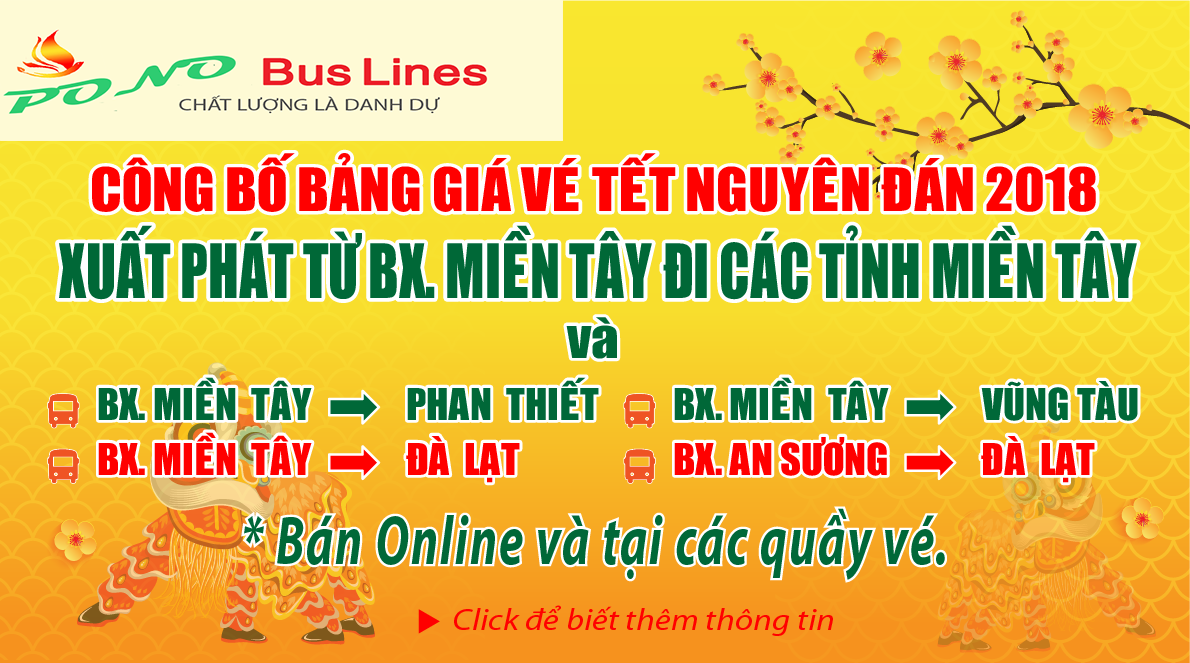 PO NO Bus Lines
CHẤT LƯỢNG LÀ DANH DỰ
CÔNG BỐ BẢNG GIÁ VÉ TẾT NGUYÊN ĐÁN 2018
XUẤT PHÁT TỪ BX. MIỀN TÂY ĐI CÁC TỈNH MIỀN TÂY
và
BX. MIỀN TÂY → PHAN THIẾT BX. MIỀN TÂY → VŨNG TÀU
BX. MIỀN TÂY → ĐÀ LẠT BX. AN SƯƠNG → ĐÀ LẠT
* Bán Online và tại các quầy vé.
Click để biết thêm thông tin